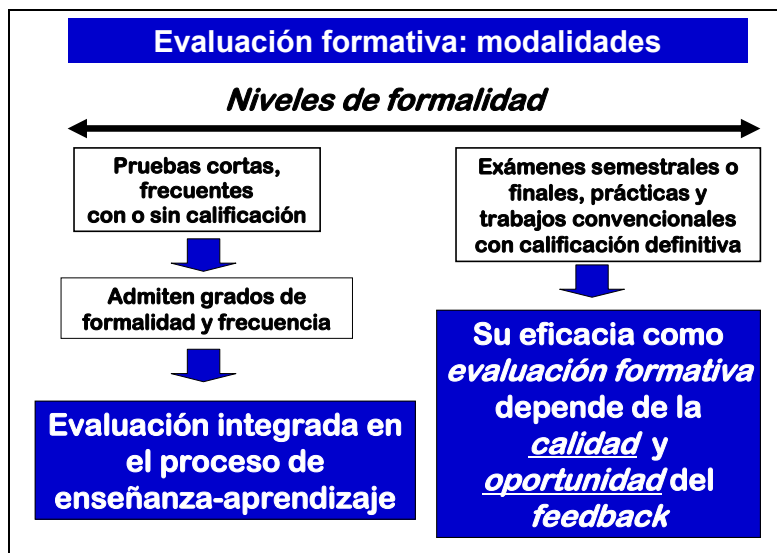 Evaluación formativa: modalidades
Niveles de formalidad
Pruebas cortas,
frecuentes
con o sin calificación
Admiten grados de
formalidad y frecuencia
Evaluación integrada en
el proceso de
enseñanza-aprendizaje
Exámenes semestrales o
finales, prácticas y
trabajos convencionales
con calificación definitiva
Su eficacia como
evaluación formativa
depende de la
calidad y
oportunidad del
feedback